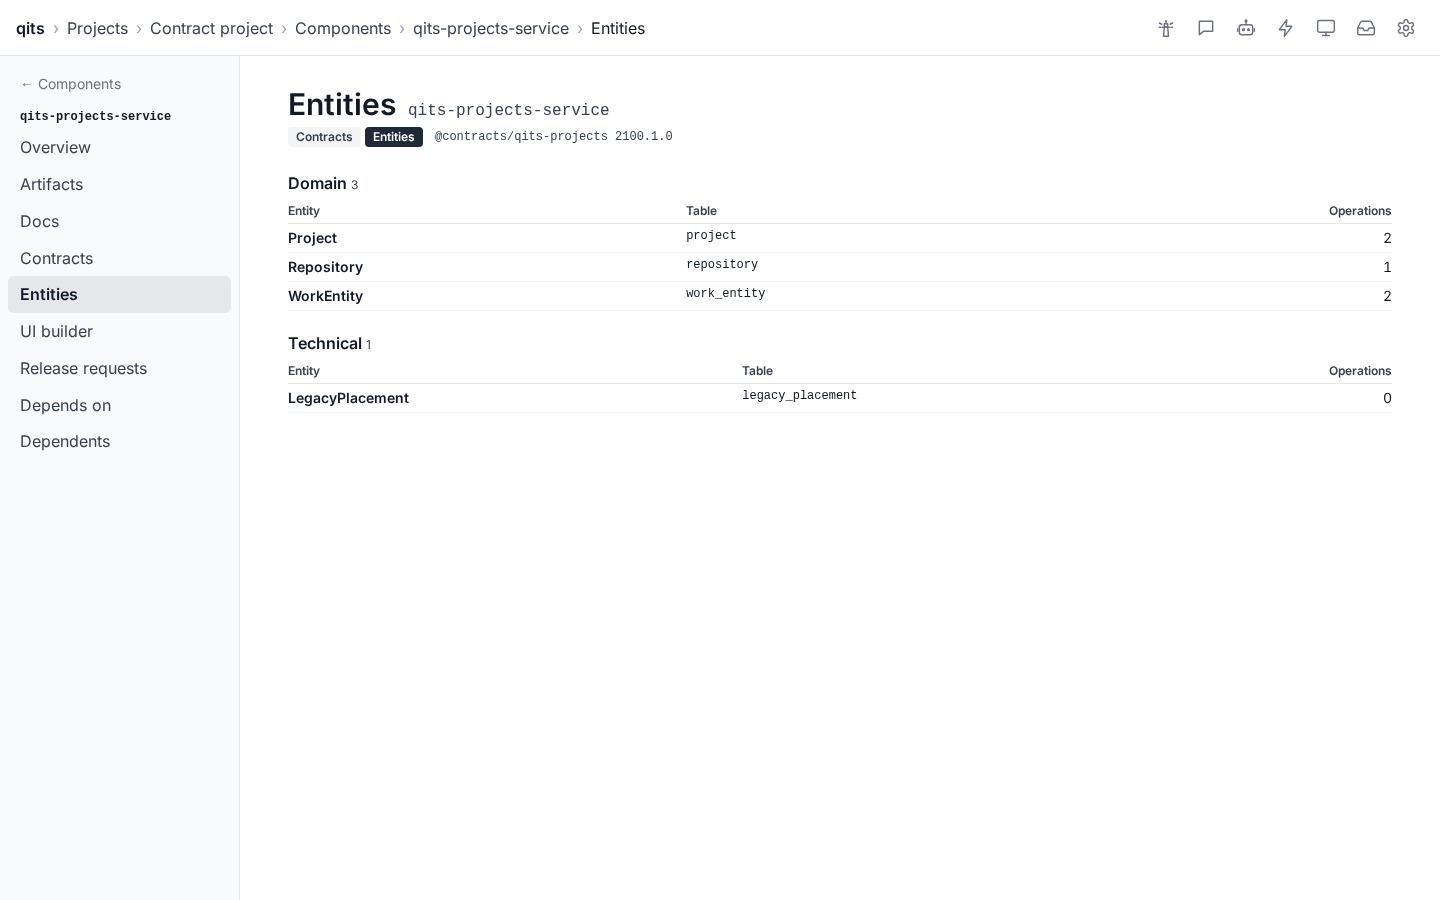 qits › Projects › Contract project › Components › qits-projects-service › Entities
← Components
qits-projects-service
Overview
Artifacts
Docs
Contracts
Entities
UI builder
Release requests
Depends on
Dependents
Entities qits-projects-service
Contracts Entities @contracts/qits-projects 2100.1.0
Domain 3
Entity Table Operations
Project project 2
Repository repository 1
WorkEntity work_entity 2
Technical 1
Entity Table Operations
LegacyPlacement legacy_placement 0